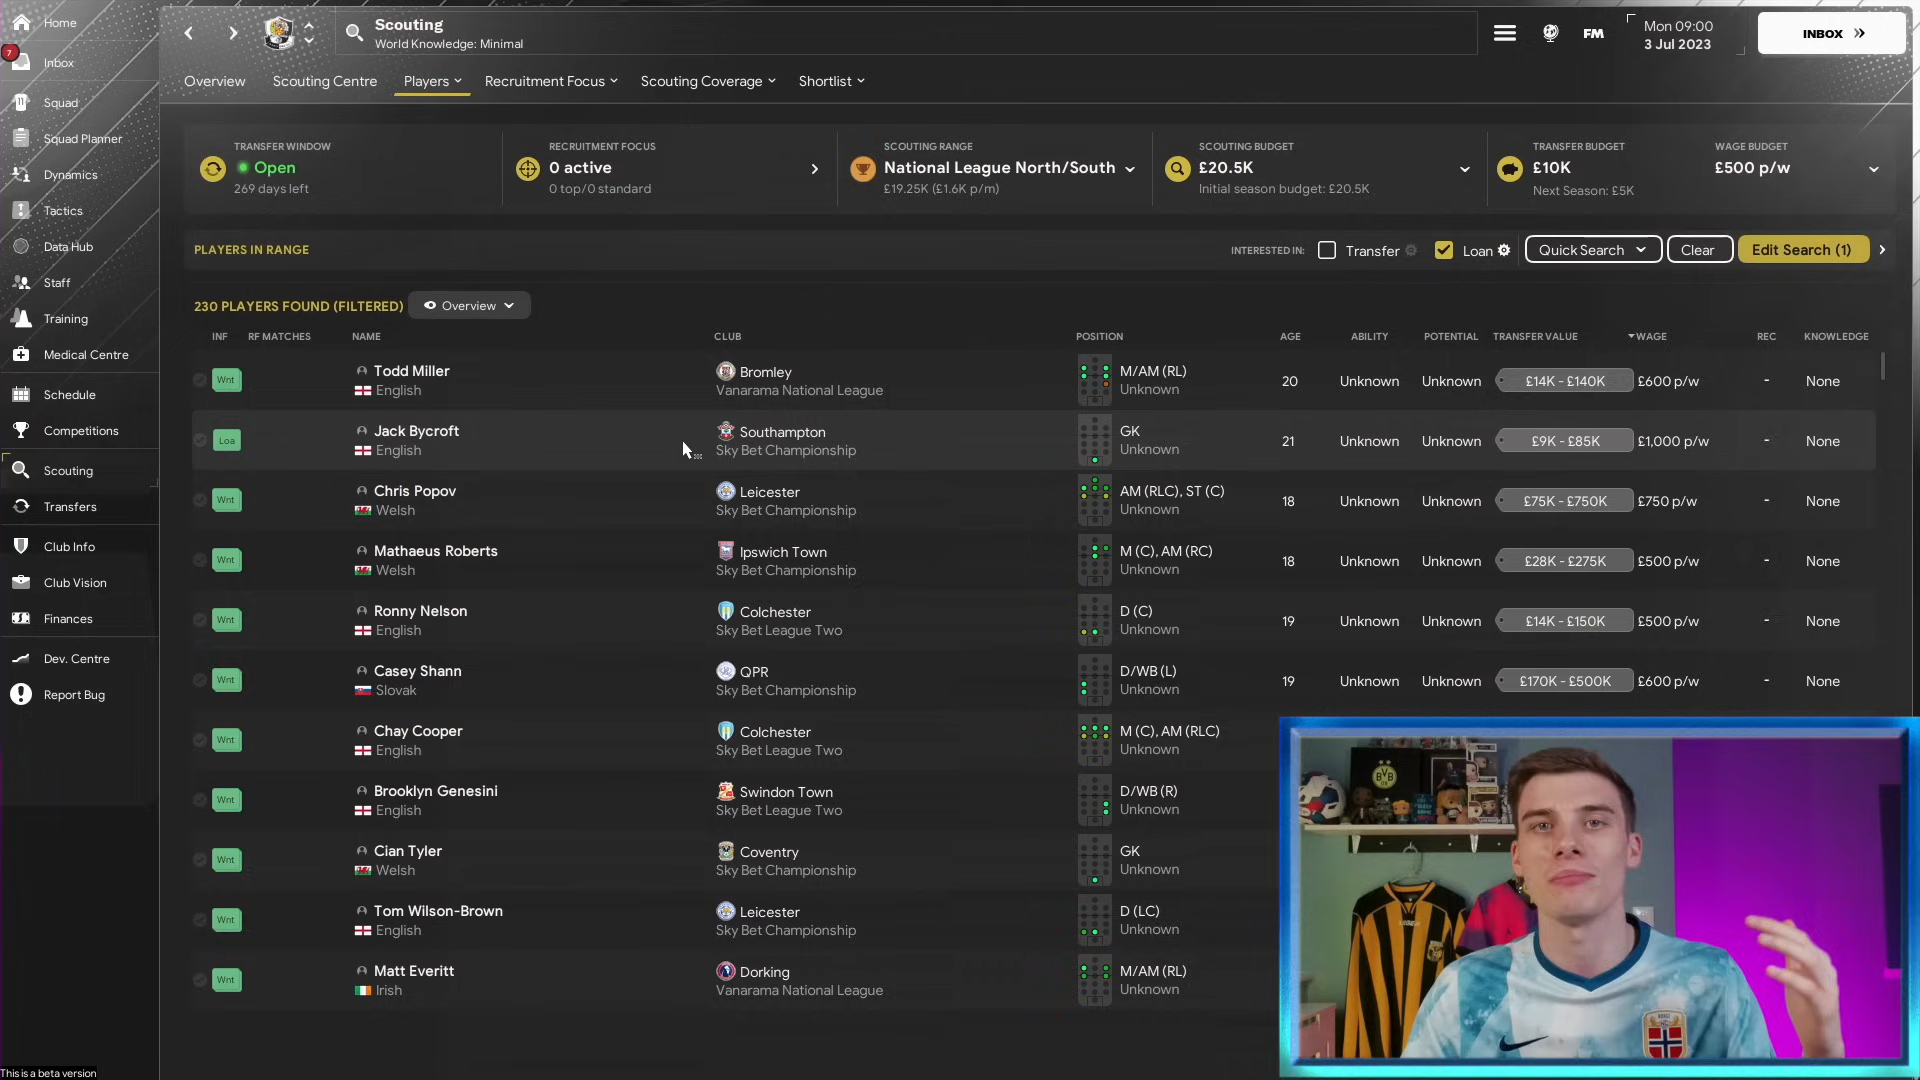 Home
7
Inbox
Squad
Squad Planner
Dynamics
Tactics
Data Hub
Staff
Training
Medical Centre
Schedule
Competitions
Scouting
Transfers
Club Info
Club Vision
Finances
Dev. Centre
Report Bug
This is a beta version
Scouting
World Knowledge: Minimal
FM
Mon 09:00
3 Jul 2023
INBOX
Overview Scouting Centre Players Recruitment Focus Scouting Coverage Shortlist
TRANSFER WINDOW
Open
269 days left
RECRUITMENT FOCUS
0 active
0 top/0 standard
SCOUTING RANGE
National League North/South
£19.25K (£1.6K p/m)
SCOUTING BUDGET
£20.5K
Initial season budget: £20.5K
TRANSFER BUDGET
£10K
Next Season: £5K
WAGE BUDGET
£500 p/w
PLAYERS IN RANGE
INTERESTED IN: Transfer Loan Quick Search Clear Edit Search (1)
230 PLAYERS FOUND (FILTERED) Overview
INF RF MATCHES NAME CLUB POSITION AGE ABILITY POTENTIAL TRANSFER VALUE WAGE REC KNOWLEDGE
Wnt Todd Miller Bromley M/AM (RL) 20 Unknown Unknown £14K - £140K £600 p/w - None
English Vanarama National League Unknown
Loa Jack Bycroft Southampton GK 21 Unknown Unknown £9K - £85K £1,000 p/w - None
English Sky Bet Championship Unknown
Wnt Chris Popov Leicester AM (RLC), ST (C) 18 Unknown Unknown £75K - £750K £750 p/w - None
Welsh Sky Bet Championship Unknown
Wnt Mathaeus Roberts Ipswich Town M (C), AM (RC) 18 Unknown Unknown £28K - £275K £500 p/w - None
Welsh Sky Bet Championship Unknown
Wnt Ronny Nelson Colchester D (C) 19 Unknown Unknown £14K - £150K £500 p/w - None
English Sky Bet League Two Unknown
Wnt Casey Shann QPR D/WB (L) 19 Unknown Unknown £170K - £500K £600 p/w - None
Slovak Sky Bet Championship Unknown
Wnt Chay Cooper Colchester M (C), AM (RLC)
English Sky Bet League Two Unknown
Wnt Brooklyn Genesini Swindon Town D/WB (R)
English Sky Bet League Two Unknown
Wnt Cian Tyler Coventry GK
Welsh Sky Bet Championship Unknown
Wnt Tom Wilson-Brown Leicester D (LC)
English Sky Bet Championship Unknown
Wnt Matt Everitt Dorking M/AM (RL)
Irish Vanarama National League Unknown
BVB
09